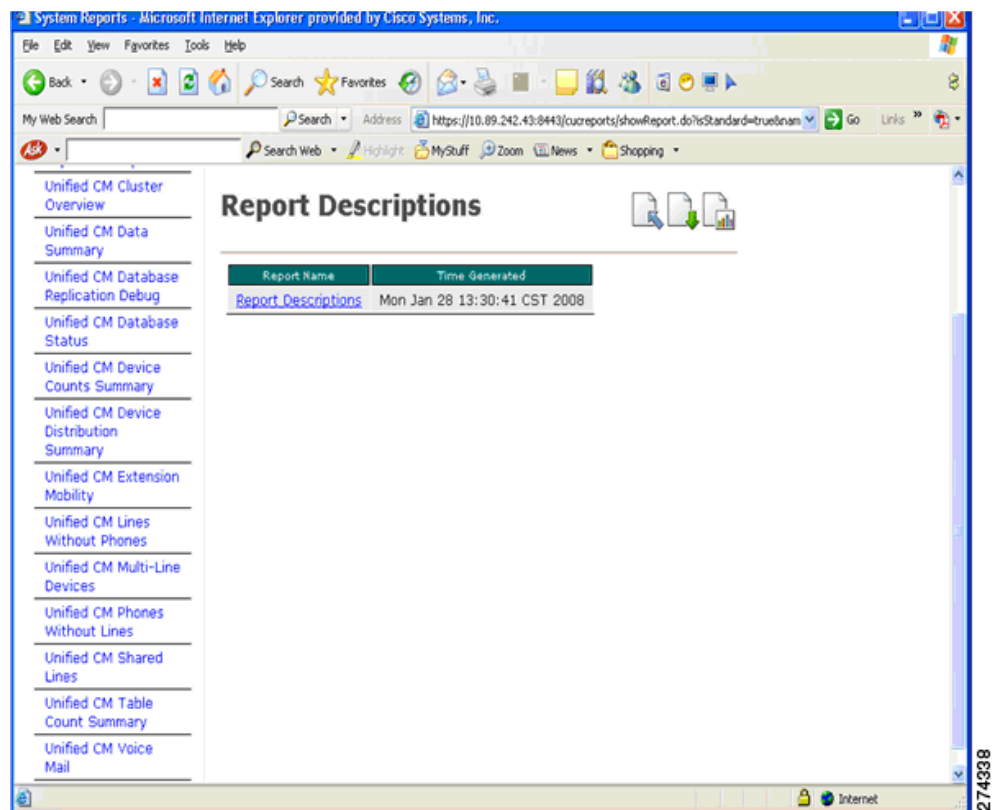 System Reports - Microsoft Internet Explorer provided by Cisco Systems, Inc.
File Edit View Favorites Tools Help
Back Search Favorites
My Web Search Search Address https://10.89.242.43:8443/cucreports/showReport.do?isStandard=true&nam Go Links »
Ask Search Web Highlight MyStuff Zoom News Shopping
Unified CM Cluster
Overview
Unified CM Data
Summary
Unified CM Database
Replication Debug
Unified CM Database
Status
Unified CM Device
Counts Summary
Unified CM Device
Distribution
Summary
Unified CM Extension
Mobility
Unified CM Lines
Without Phones
Unified CM Multi-Line
Devices
Unified CM Phones
Without Lines
Unified CM Shared
Lines
Unified CM Table
Count Summary
Unified CM Voice
Mail
Report Descriptions
Report Name Time Generated
Report Descriptions Mon Jan 28 13:30:41 CST 2008
Internet
274338